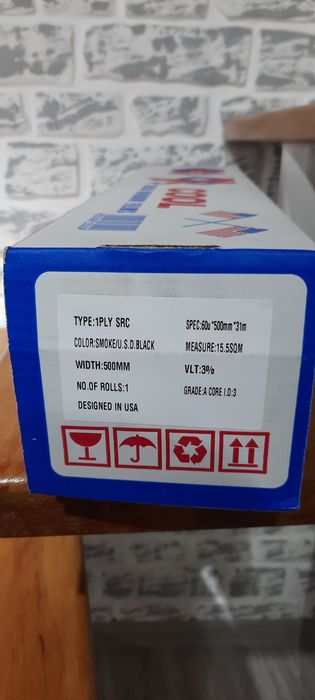 COOL
TYPE:1PLY SRC
SPEC:60u*500mm*31m
COLOR:SMOKE/U.S.D.BLACK
MEASURE:15.5SQM
WIDTH:500MM
VLT:3%
NO.OF ROLLS:1
GRADE:A CORE I.D:3
DESIGNED IN USA